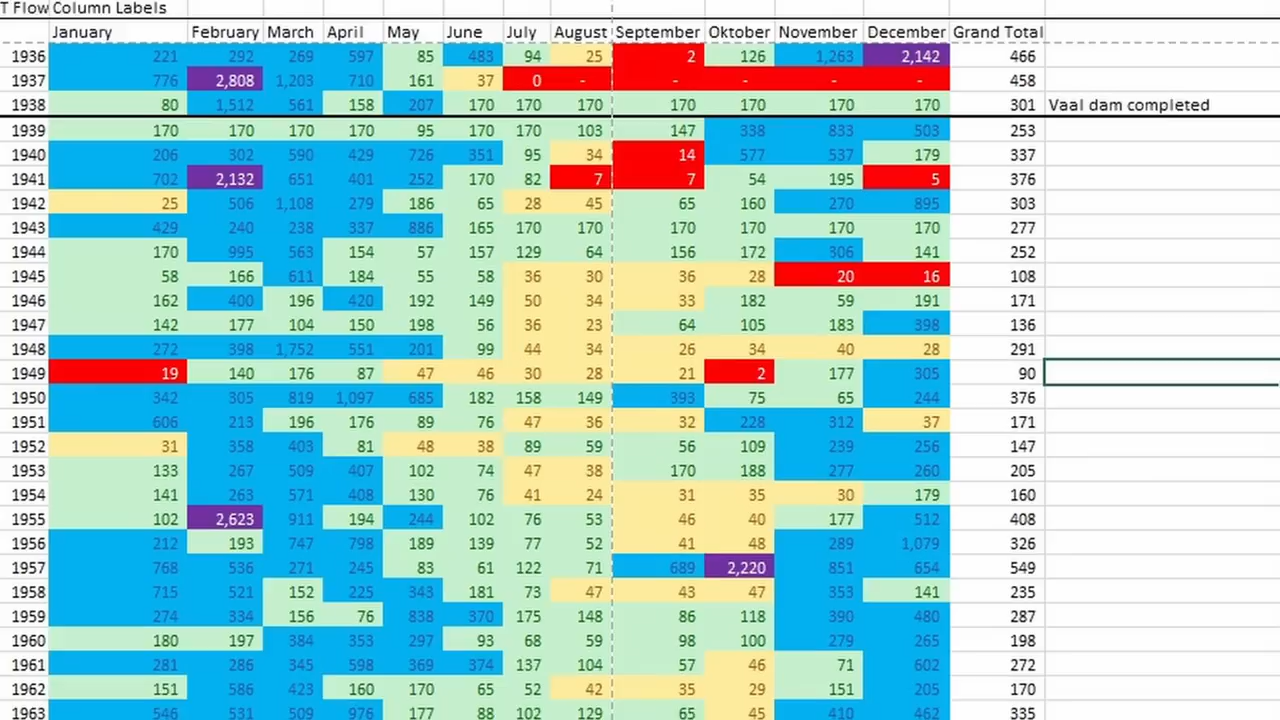 T Flow Column Labels
January February March April May June July August September Oktober November December Grand Total
1936 221 292 269 597 85 483 94 25 2 126 1,263 2,142 466
1937 776 2,808 1,203 710 161 37 0 - - - - - 458
1938 80 1,512 561 158 207 170 170 170 170 170 170 170 301 Vaal dam completed
1939 170 170 170 170 95 170 170 103 147 338 833 503 253
1940 206 302 590 429 726 351 95 34 14 577 537 179 337
1941 702 2,132 651 401 252 170 82 7 7 54 195 5 376
1942 25 506 1,108 279 186 65 28 45 65 160 270 895 303
1943 429 240 238 337 886 165 170 170 170 170 170 170 277
1944 170 995 563 154 57 157 129 64 156 172 306 141 252
1945 58 166 611 184 55 58 36 30 36 28 20 16 108
1946 162 400 196 420 192 149 50 34 33 182 59 191 171
1947 142 177 104 150 198 56 36 23 64 105 183 398 136
1948 272 398 1,752 551 201 99 44 34 26 34 40 28 291
1949 19 140 176 87 47 46 30 28 21 2 177 305 90
1950 342 305 819 1,097 685 182 158 149 393 75 65 244 376
1951 606 213 196 176 89 76 47 36 32 228 312 37 171
1952 31 358 403 81 48 38 89 59 56 109 239 256 147
1953 133 267 509 407 102 74 47 38 170 188 277 260 205
1954 141 263 571 408 130 76 41 24 31 35 30 179 160
1955 102 2,623 911 194 244 102 76 53 46 40 177 512 408
1956 212 193 747 798 189 139 77 52 41 48 289 1,079 326
1957 768 536 271 245 83 61 122 71 689 2,220 851 654 549
1958 715 521 152 225 343 181 73 47 43 47 353 141 235
1959 274 334 156 76 838 370 175 148 86 118 390 480 287
1960 180 197 384 353 297 93 68 59 98 100 279 265 198
1961 281 286 345 598 369 374 137 104 57 46 71 602 272
1962 151 586 423 160 170 65 52 42 35 29 151 205 170
1963 546 531 509 976 177 88 102 129 65 45 410 462 335